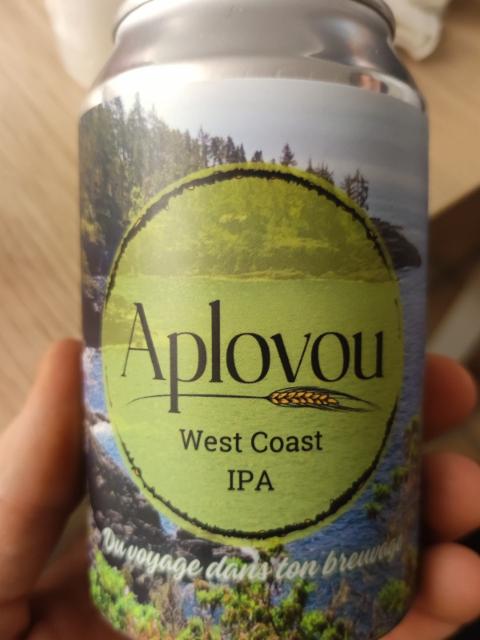 Aplovou
West Coast
IPA
Du voyage dans ton breuvage